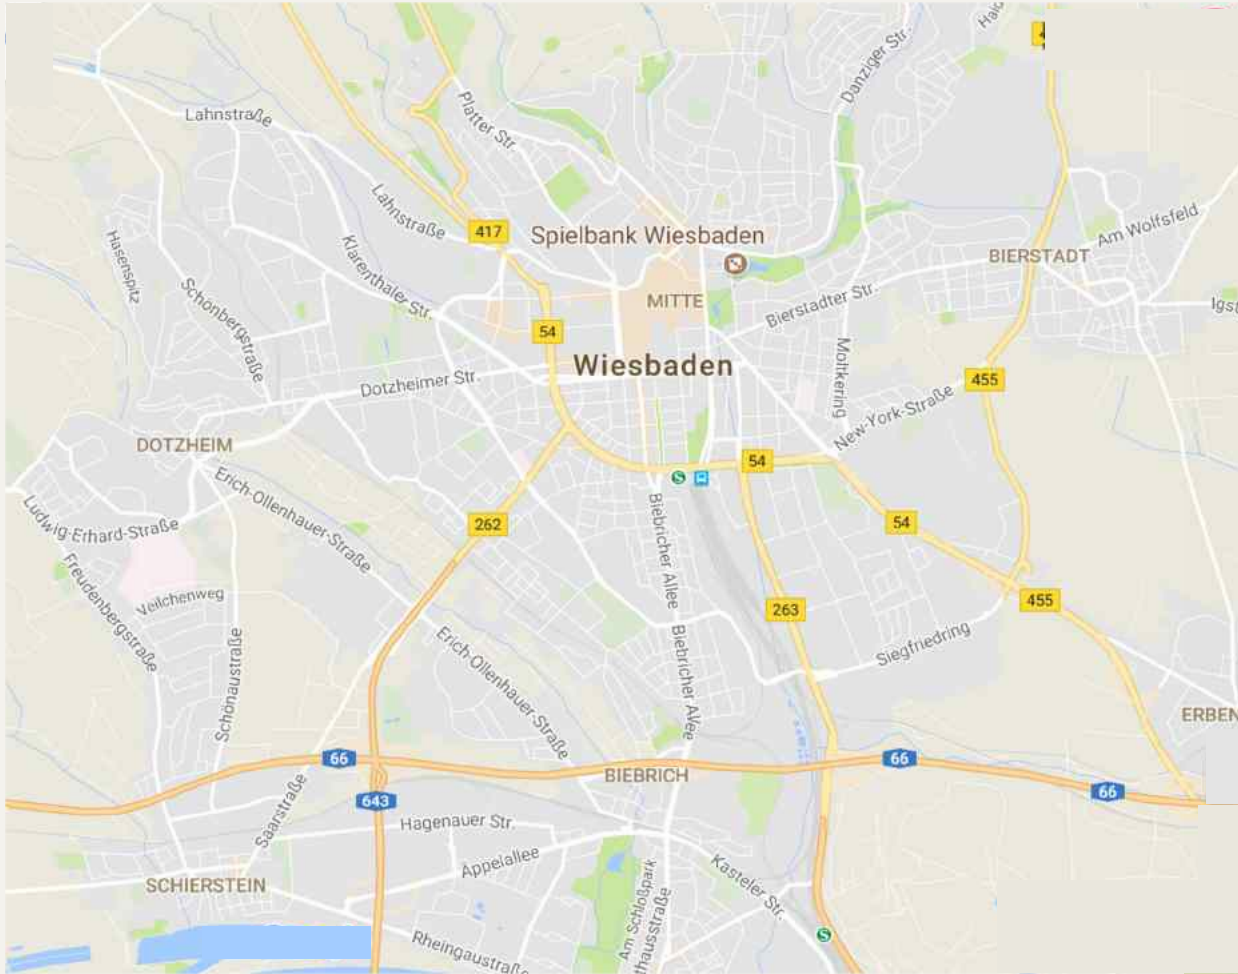 Danziger Str.
Platter Str.
Lahnstraße
Lahnstraße
Am Wolfsfeld
417
Spielbank Wiesbaden
Hasenspitz
Klarenthaler Str.
BIERSTADT
Schönbergstraße
MITTE
Bierstadter Str.
54
Wiesbaden
Moltkering
455
Dotzheimer Str.
New-York-Straße
DOTZHEIM
54
S
Erich-Ollenhauer-Straße
Ludwig-Erhard-Straße
262
54
Biebricher Allee
Freudenbergstraße
Veilchenweg
455
263
Siegfriedring
Erich-Ollenhauer-Straße
Biebricher Allee
Schönaustraße
ERBEN
66
66
BIEBRICH
66
643
Saarstraße
Hagenauer Str.
Äppelallee
Kasteler Str.
SCHIERSTEIN
Am Schloßpark
thausstraße
S
Rheingaustraße